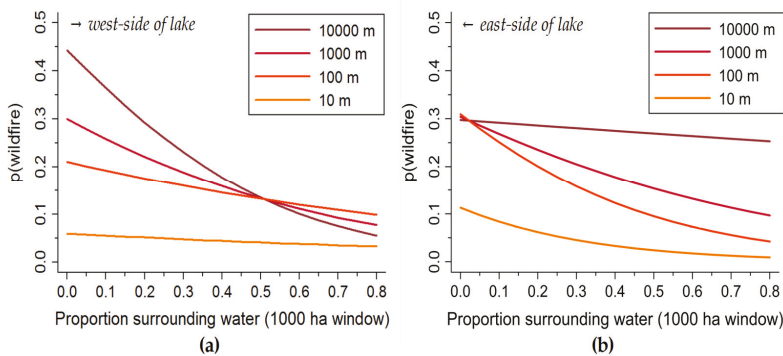 → west-side of lake
10000 m
1000 m
100 m
10 m
p(wildfire)
0.5
0.4
0.3
0.2
0.1
0.0
0.0 0.1 0.2 0.3 0.4 0.5 0.6 0.7 0.8
Proportion surrounding water (1000 ha window)
(a)
← east-side of lake
10000 m
1000 m
100 m
10 m
p(wildfire)
0.5
0.4
0.3
0.2
0.1
0.0
0.0 0.1 0.2 0.3 0.4 0.5 0.6 0.7 0.8
Proportion surrounding water (1000 ha window)
(b)